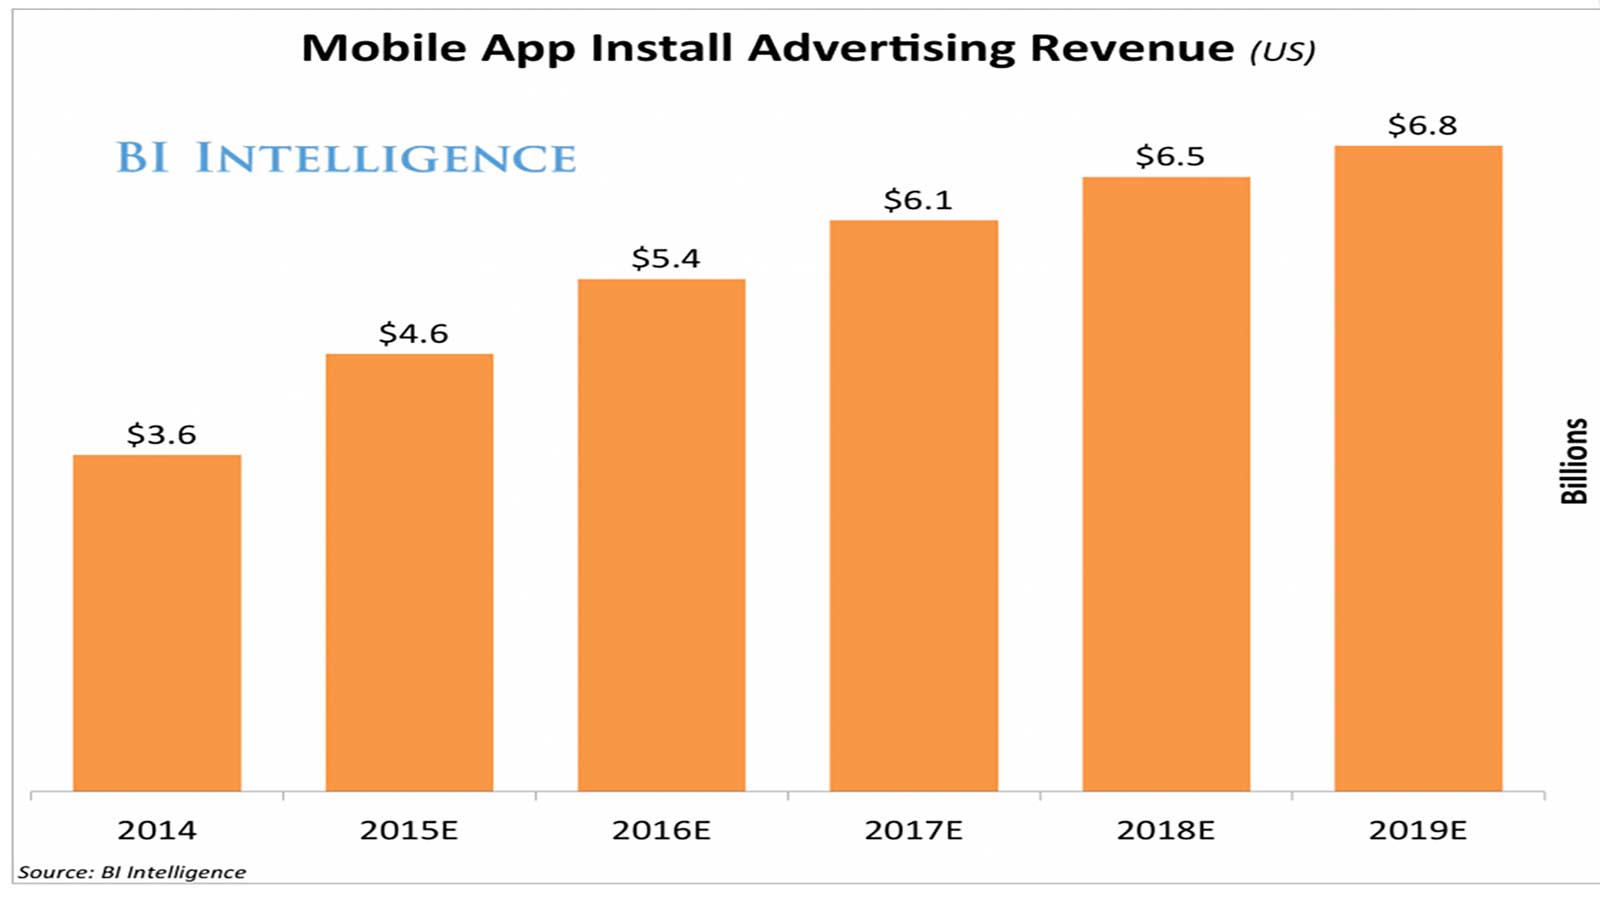 Mobile App Install Advertising Revenue (US)
BI INTELLIGENCE
$3.6
$4.6
$5.4
$6.1
$6.5
$6.8
Billions
2014
2015E
2016E
2017E
2018E
2019E
Source: BI Intelligence